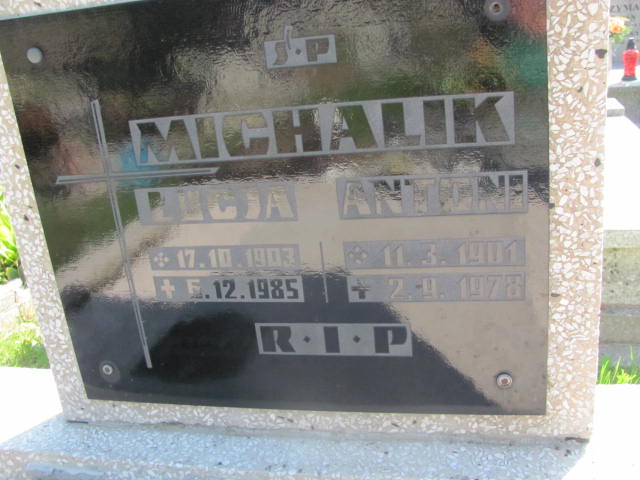 Ś.P
MICHALIK
ŁUCJA ANTONI
17.10.1903 11.3.1901
5.12.1985 2.9.1978
R.I.P